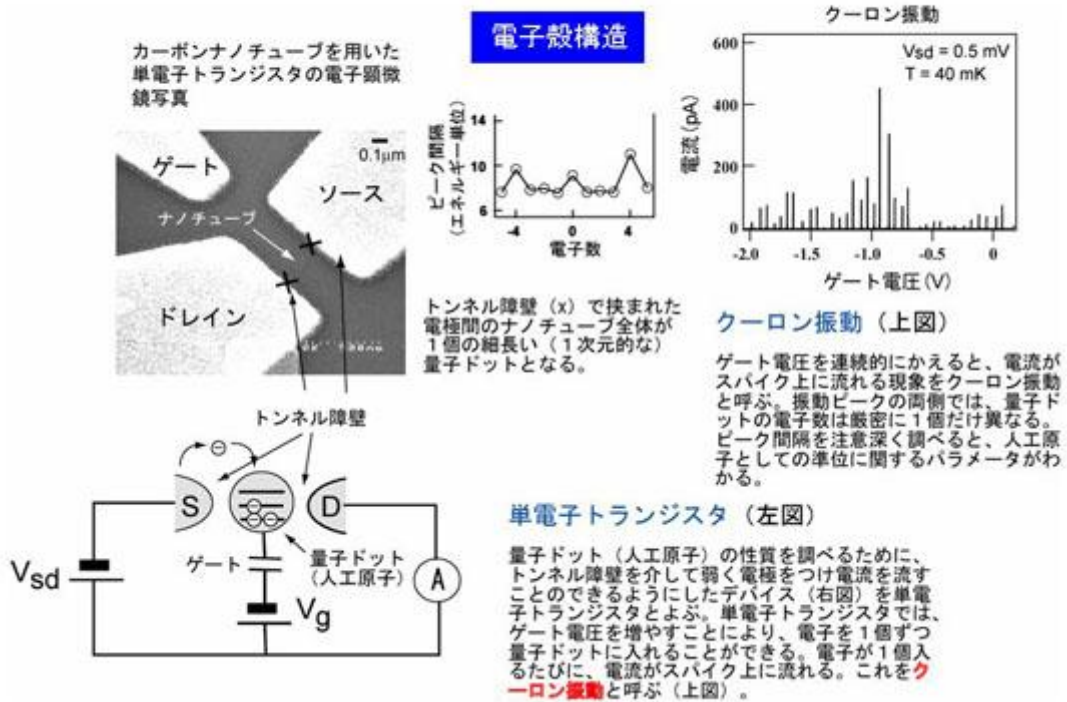 電子殻構造
カーボンナノチューブを用いた
単電子トランジスタの電子顕微
鏡写真
ゲート
0.1μm
ソース
ナノチューブ
ドレイン
ピーク間隔
(エネルギー単位)
14
10
6
-4
0
4
電子数
トンネル障壁（x）で挟まれた
電極間のナノチューブ全体が
１個の細長い（１次元的な）
量子ドットとなる。
クーロン振動
Vsd = 0.5 mV
T = 40 mK
電流(pA)
600
400
200
0
-2.0
-1.5
-1.0
-0.5
0
ゲート電圧(V)
クーロン振動（上図）
ゲート電圧を連続的にかえると、電流が
スパイク上に流れる現象をクーロン振動
と呼ぶ。振動ピークの両側では、量子ド
ットの電子数は厳密に１個だけ異なる。
ピーク間隔を注意深く調べると、人工原
子としての準位に関するパラメータがわ
かる。
トンネル障壁
S
D
ゲート
量子ドット
（人工原子）
Vsd
Vg
A
単電子トランジスタ（左図）
量子ドット（人工原子）の性質を調べるために、
トンネル障壁を介して弱く電極をつけ電流を流す
ことのできるようにしたデバイス（右図）を単電
子トランジスタとよぶ。単電子トランジスタでは、
ゲート電圧を増やすことにより、電子を１個ずつ
量子ドットに入れることができる。電子が１個入
るたびに、電流がスパイク上に流れる。これをク
ーロン振動と呼ぶ（上図）。